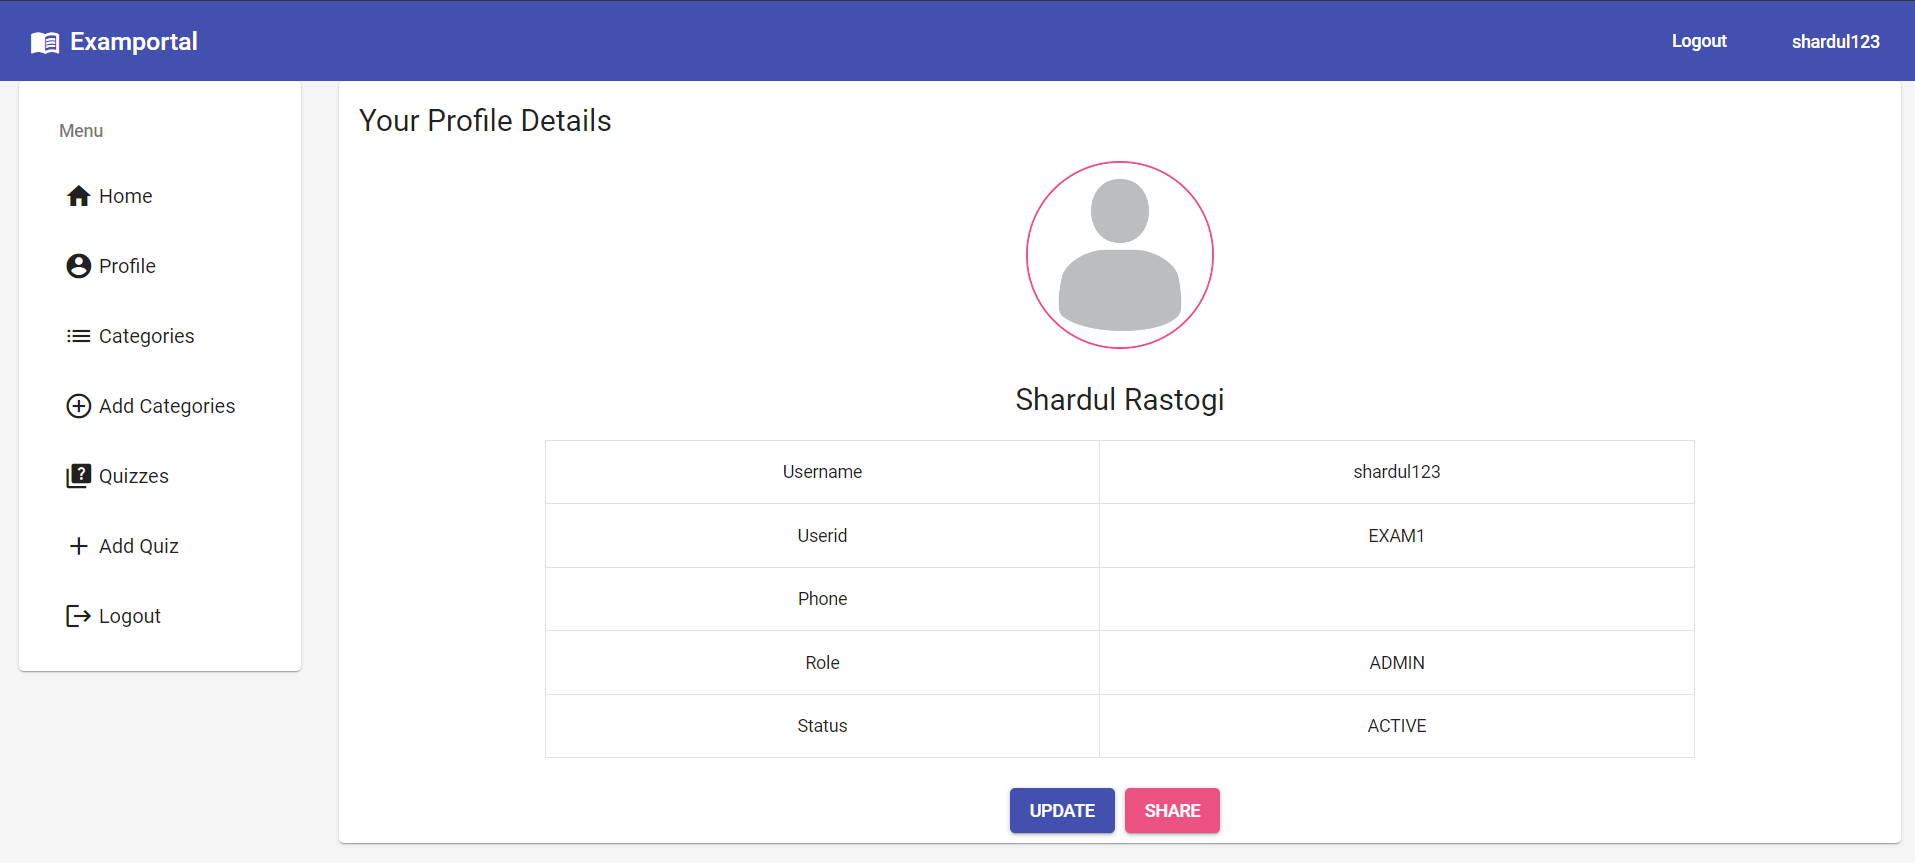 Examportal
Logout
shardul123
Menu
Home
Profile
Categories
Add Categories
Quizzes
Add Quiz
Logout
Your Profile Details
Shardul Rastogi
Username shardul123
Userid EXAM1
Phone
Role ADMIN
Status ACTIVE
UPDATE SHARE